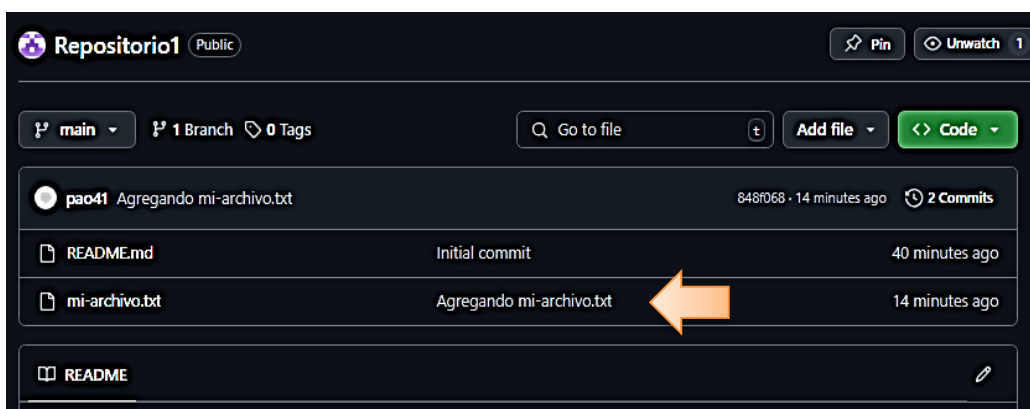 Repositorio1 Public Pin Unwatch 1
main 1 Branch 0 Tags Go to file t Add file Code
pao41 Agregando mi-archivo.txt 848f068 · 14 minutes ago 2 Commits
README.md Initial commit 40 minutes ago
mi-archivo.txt Agregando mi-archivo.txt 14 minutes ago
README